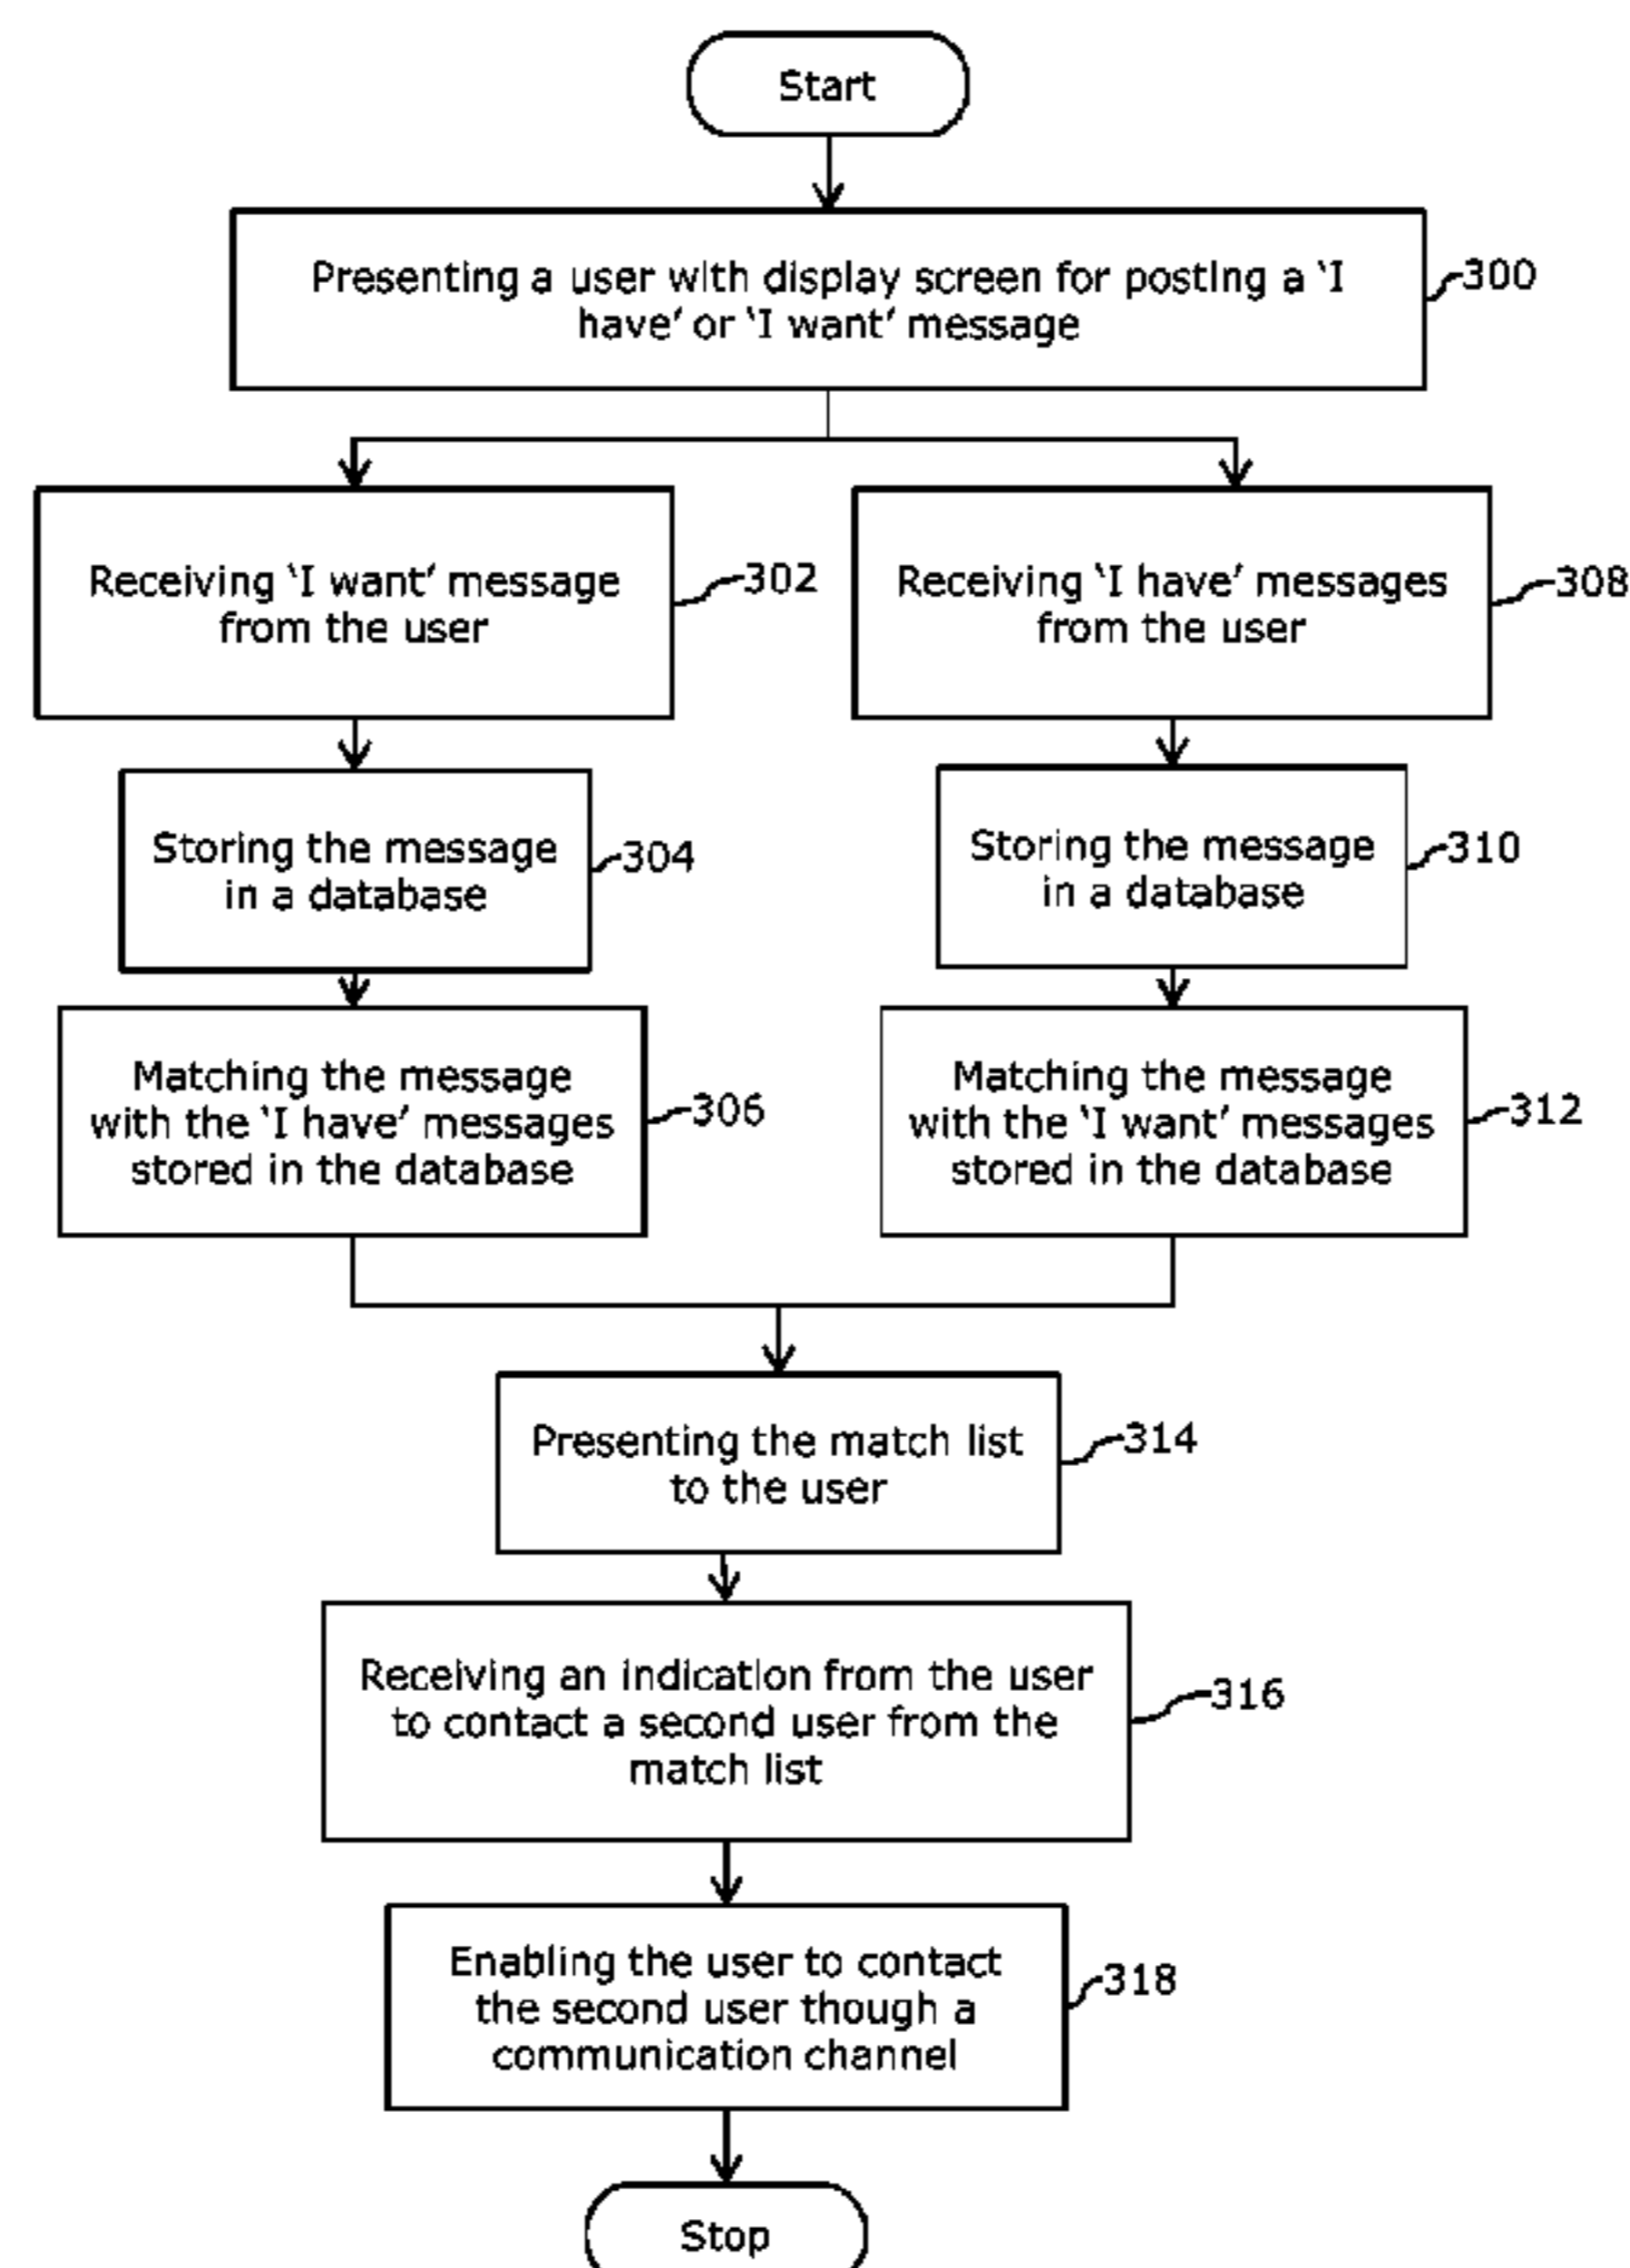 Start
Presenting a user with display screen for posting a ‘I
have’ or ‘I want’ message
300
Receiving ‘I want’ message
from the user
302
Receiving ‘I have’ messages
from the user
308
Storing the message
in a database
304
Storing the message
in a database
310
Matching the message
with the ‘I have’ messages
stored in the database
306
Matching the message
with the ‘I want’ messages
stored in the database
312
Presenting the match list
to the user
314
Receiving an indication from the user
to contact a second user from the
match list
316
Enabling the user to contact
the second user though a
communication channel
318
Stop